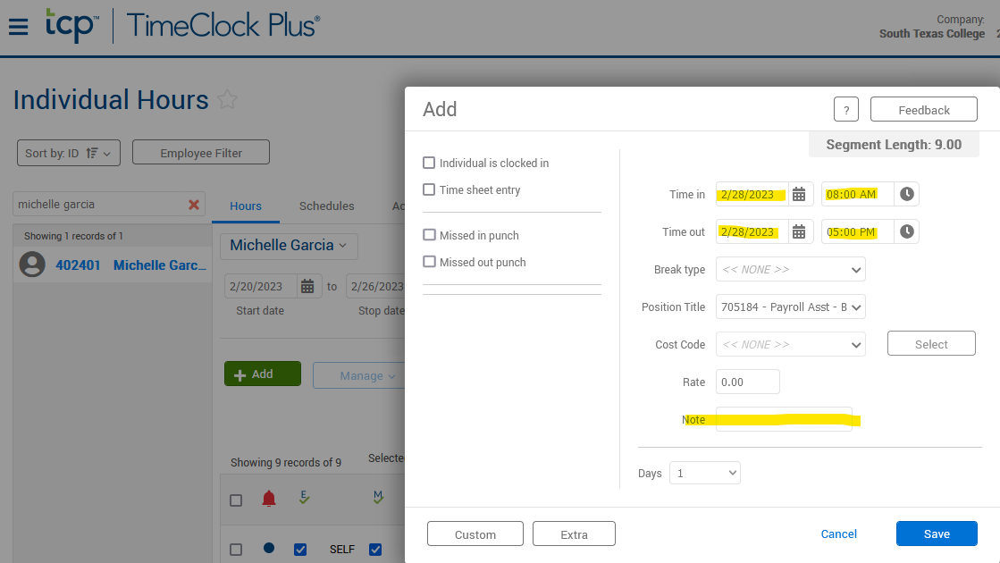 tcp™ TimeClock Plus®
Company:
South Texas College 2
Individual Hours
Sort by: ID
Employee Filter
michelle garcia
Showing 1 records of 1
402401 Michelle Garc...
Hours Schedules Ac
Michelle Garcia
2/20/2023 to 2/26/2023
Start date Stop date
Add Manage
Showing 9 records of 9 Selecte
E M
SELF
Add
? Feedback
Segment Length: 9.00
Individual is clocked in
Time sheet entry
Missed in punch
Missed out punch
Time in 2/28/2023 08:00 AM
Time out 2/28/2023 05:00 PM
Break type << NONE >>
Position Title 705184 - Payroll Asst - B
Cost Code << NONE >> Select
Rate 0.00
Note
Days 1
Custom Extra Cancel Save